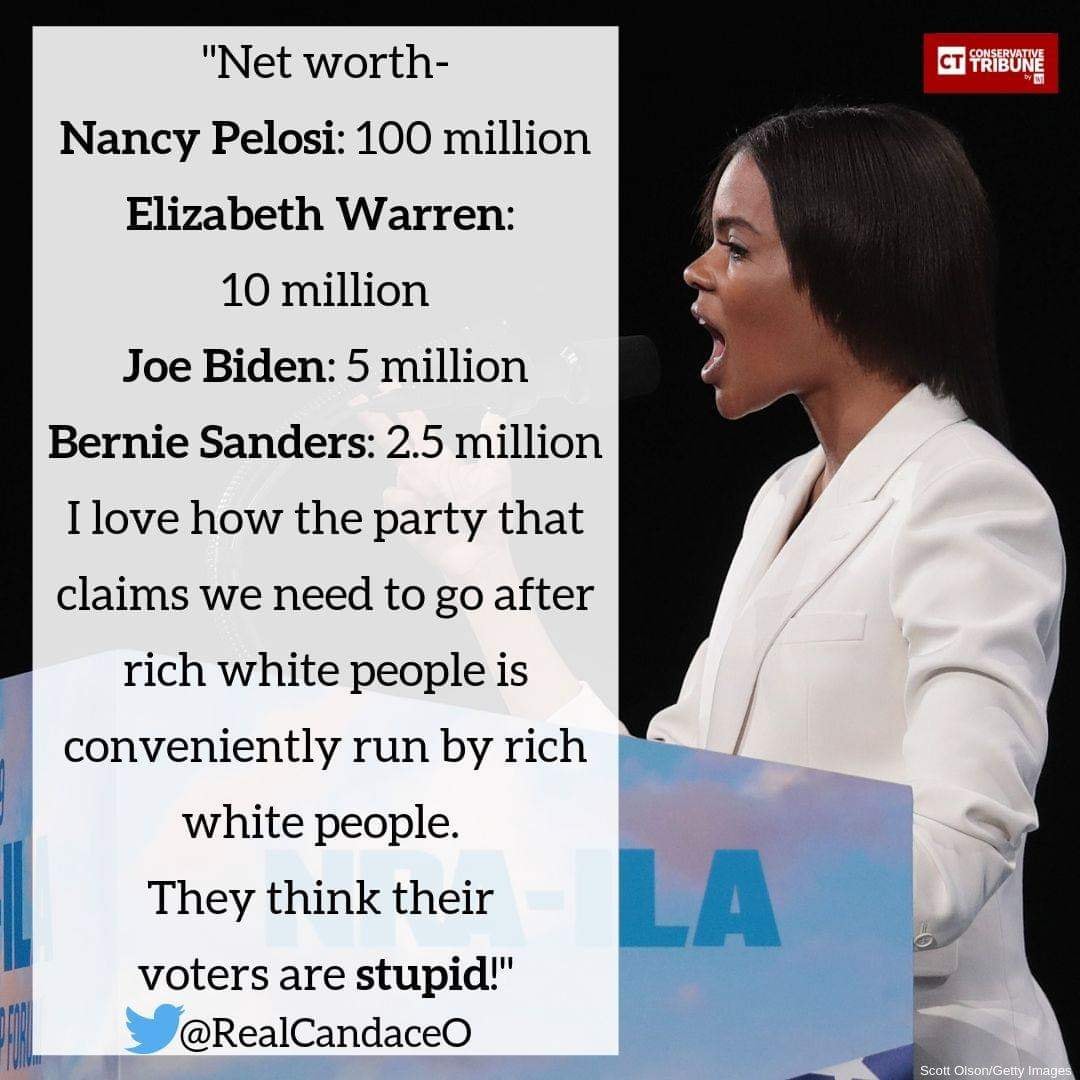 "Net worth-
Nancy Pelosi: 100 million
Elizabeth Warren:
10 million
Joe Biden: 5 million
Bernie Sanders: 2.5 million
I love how the party that
claims we need to go after
rich white people is
conveniently run by rich
white people.
They think their
voters are stupid!"
@RealCandaceO
CT CONSERVATIVE
TRIBUNE
by
NRA-ILA
Scott Olson/Getty Images